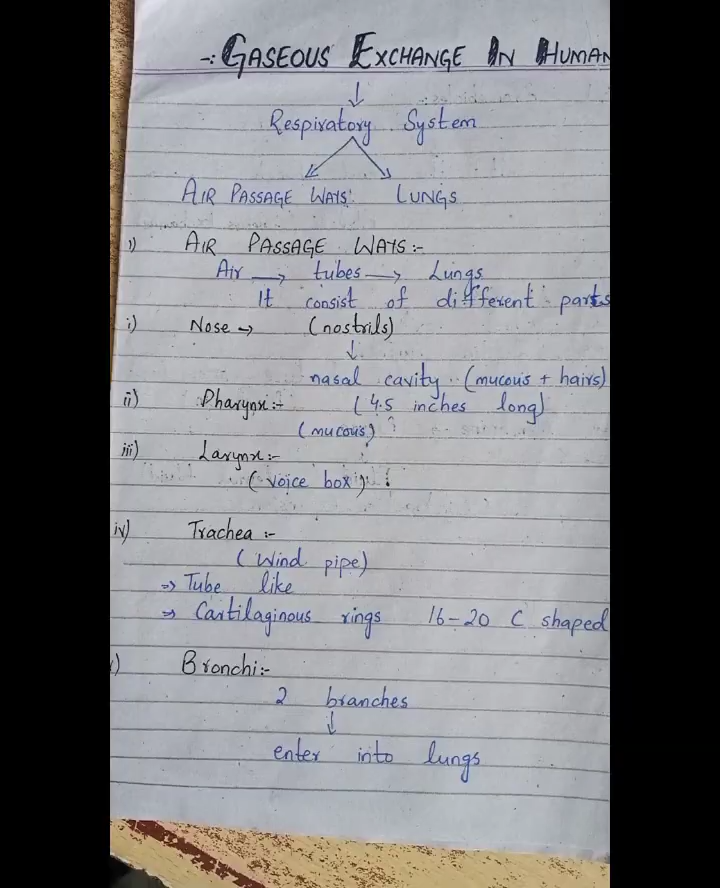 -: GASEOUS EXCHANGE IN HUMAN
↓
Respiratory System
AIR PASSAGE WAYS LUNGS
1) AIR PASSAGE WAYS :-
Air → tubes → Lungs
It consist of different parts
i) Nose → (nostrils)
↓
nasal cavity (mucous + hairs)
ii) Pharynx :- (4.5 inches long)
(mucous)
iii) Larynx :-
(voice box)
iv) Trachea :-
(Wind pipe)
⇒ Tube like
⇒ Cartilaginous rings 16-20 C shaped
) Bronchi :-
2 branches
↓
enter into lungs